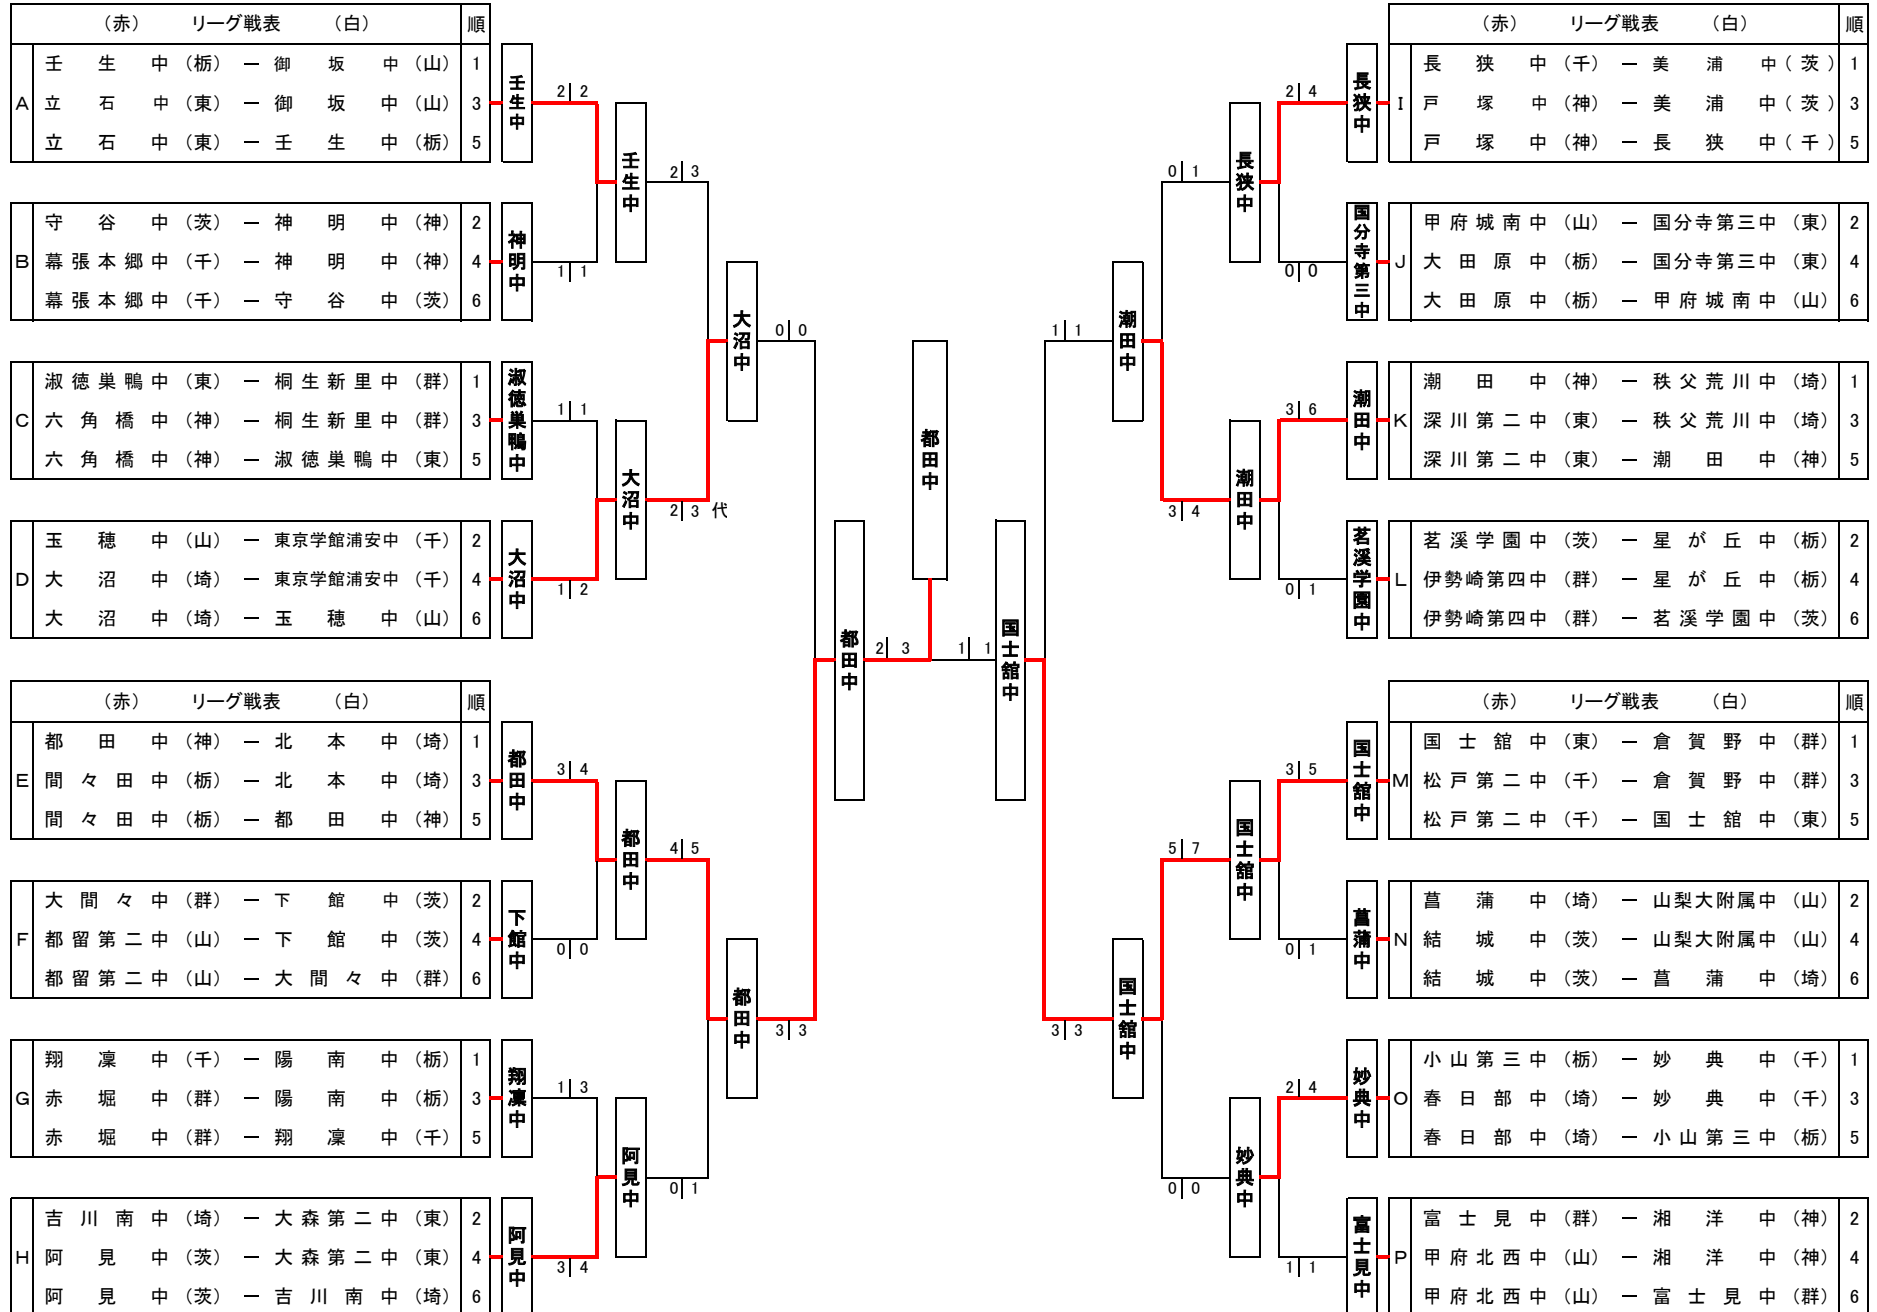 （赤） リーグ戦表 （白） 順
A
壬生中（栃） ― 御坂中（山） 1
立石中（東） ― 御坂中（山） 3
立石中（東） ― 壬生中（栃） 5
B
守谷中（茨） ― 神明中（神） 2
幕張本郷中（千） ― 神明中（神） 4
幕張本郷中（千） ― 守谷中（茨） 6
C
淑徳巣鴨中（東） ― 桐生新里中（群） 1
六角橋中（神） ― 桐生新里中（群） 3
六角橋中（神） ― 淑徳巣鴨中（東） 5
D
玉穂中（山） ― 東京学館浦安中（千） 2
大沼中（埼） ― 東京学館浦安中（千） 4
大沼中（埼） ― 玉穂中（山） 6
（赤） リーグ戦表 （白） 順
E
都田中（神） ― 北本中（埼） 1
間々田中（栃） ― 北本中（埼） 3
間々田中（栃） ― 都田中（神） 5
F
大間々中（群） ― 下館中（茨） 2
都留第二中（山） ― 下館中（茨） 4
都留第二中（山） ― 大間々中（群） 6
G
翔凜中（千） ― 陽南中（栃） 1
赤堀中（群） ― 陽南中（栃） 3
赤堀中（群） ― 翔凜中（千） 5
H
吉川南中（埼） ― 大森第二中（東） 2
阿見中（茨） ― 大森第二中（東） 4
阿見中（茨） ― 吉川南中（埼） 6
壬生中
2 2
神明中
1 1
淑徳巣鴨中
1 1
大沼中
1 2
都田中
3 4
下館中
0 0
翔凜中
1 3
阿見中
3 4
壬生中
2 3
大沼中
2 3 代
都田中
4 5
阿見中
0 1
大沼中
0 0
都田中
3 3
都田中
2 3
都田中
国士舘中
1 1
潮田中
1 1
国士舘中
3 3
長狭中
0 1
潮田中
3 4
国士舘中
5 7
妙典中
0 0
長狭中
2 4
国分寺第三中
0 0
潮田中
3 6
茗溪学園中
0 1
国士舘中
3 5
菖蒲中
0 1
妙典中
2 4
富士見中
1 1
（赤） リーグ戦表 （白） 順
I
長狭中（千） ― 美浦中（茨） 1
戸塚中（神） ― 美浦中（茨） 3
戸塚中（神） ― 長狭中（千） 5
J
甲府城南中（山） ― 国分寺第三中（東） 2
大田原中（栃） ― 国分寺第三中（東） 4
大田原中（栃） ― 甲府城南中（山） 6
K
潮田中（神） ― 秩父荒川中（埼） 1
深川第二中（東） ― 秩父荒川中（埼） 3
深川第二中（東） ― 潮田中（神） 5
L
茗溪学園中（茨） ― 星が丘中（栃） 2
伊勢崎第四中（群） ― 星が丘中（栃） 4
伊勢崎第四中（群） ― 茗溪学園中（茨） 6
（赤） リーグ戦表 （白） 順
M
国士舘中（東） ― 倉賀野中（群） 1
松戸第二中（千） ― 倉賀野中（群） 3
松戸第二中（千） ― 国士舘中（東） 5
N
菖蒲中（埼） ― 山梨大附属中（山） 2
結城中（茨） ― 山梨大附属中（山） 4
結城中（茨） ― 菖蒲中（埼） 6
O
小山第三中（栃） ― 妙典中（千） 1
春日部中（埼） ― 妙典中（千） 3
春日部中（埼） ― 小山第三中（栃） 5
P
富士見中（群） ― 湘洋中（神） 2
甲府北西中（山） ― 湘洋中（神） 4
甲府北西中（山） ― 富士見中（群） 6